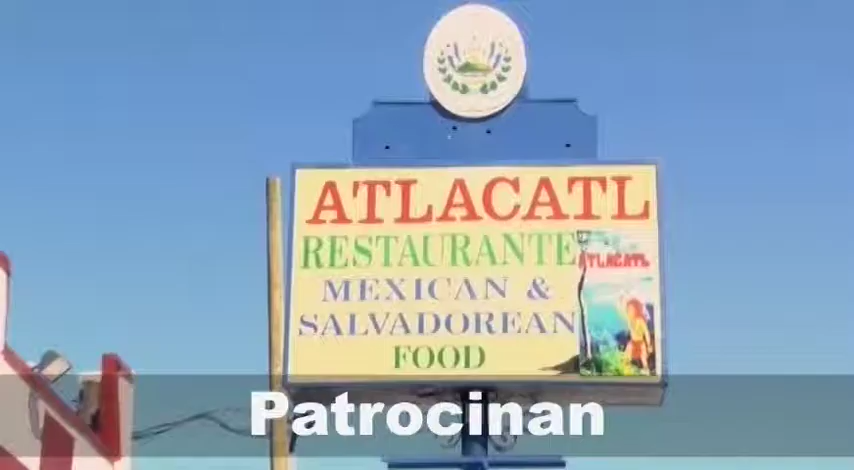 ATLACATL
RESTAURANTE
ATLACATL
MEXICAN &
SALVADOREAN
FOOD
Patrocinan